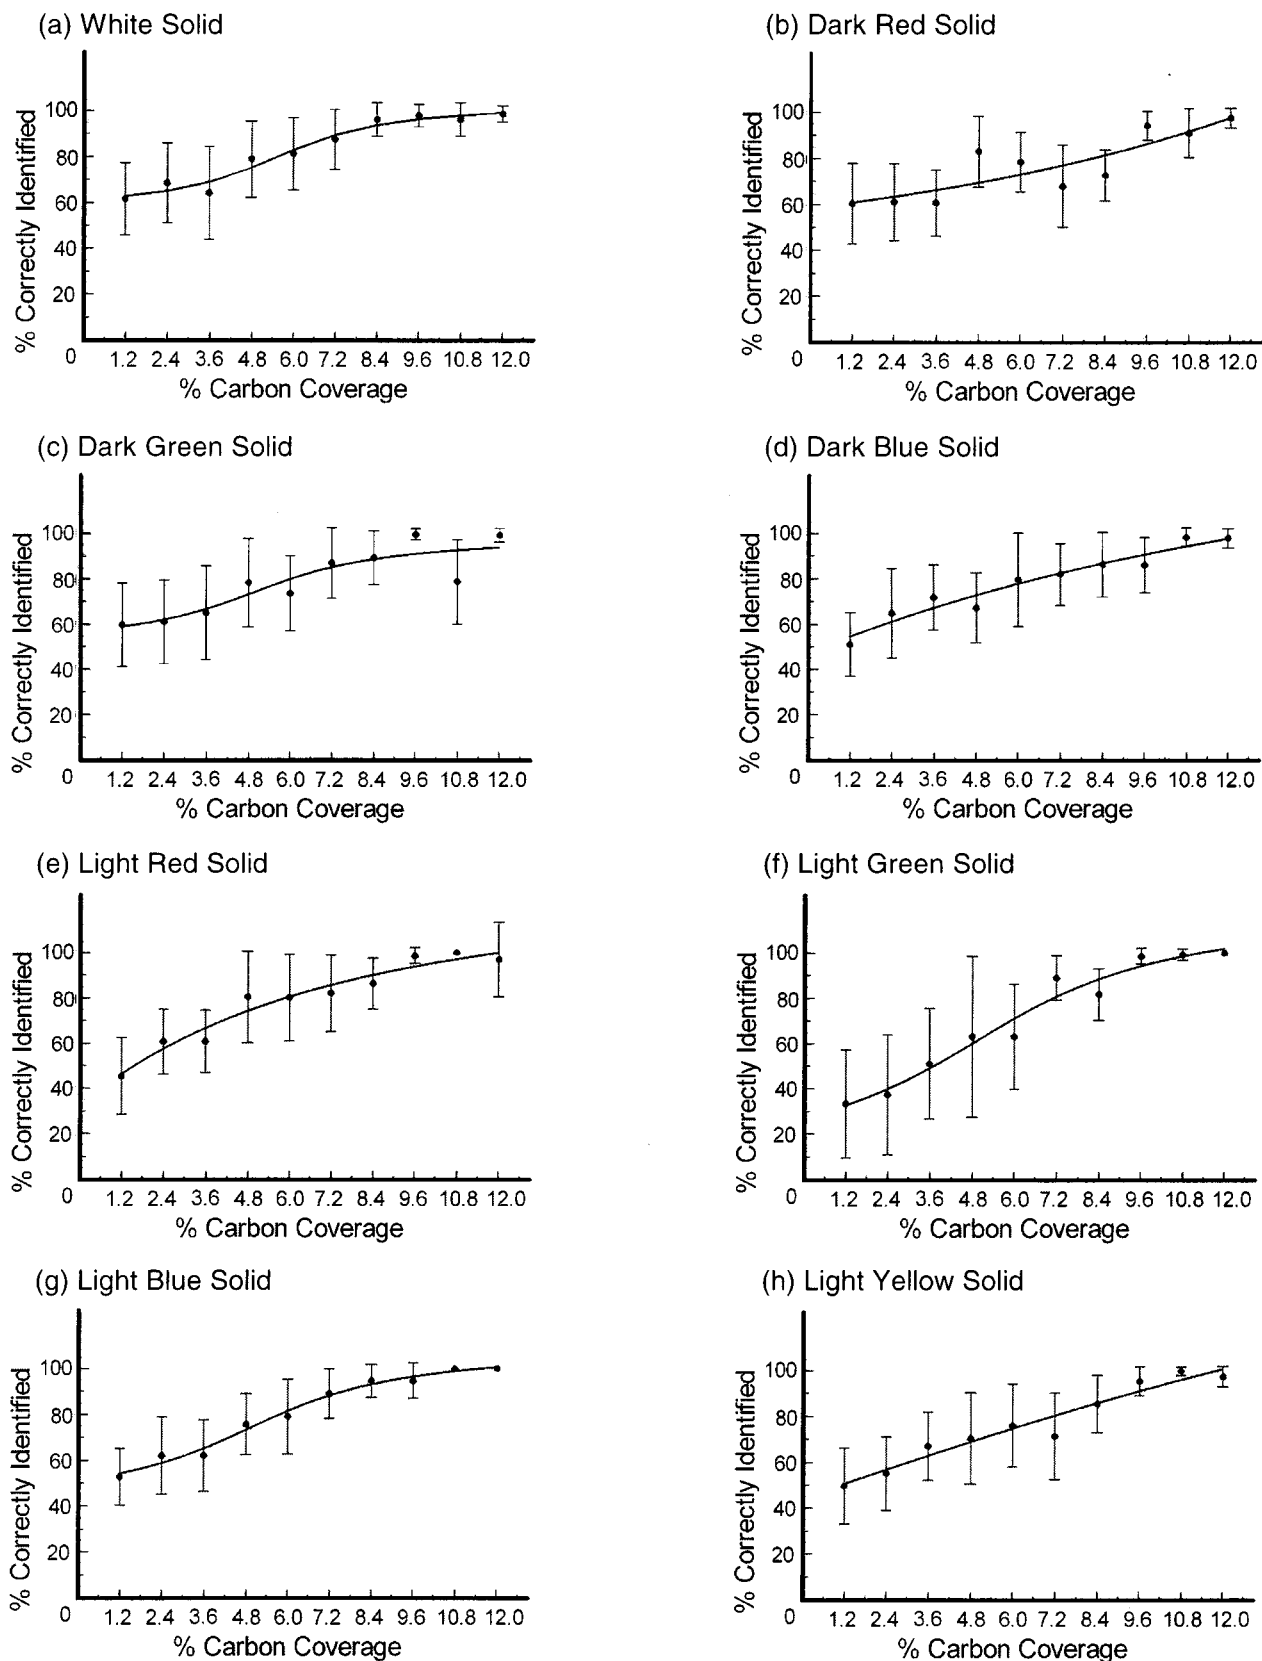 (a) White Solid
% Correctly Identified
100
80
60
40
20
0
1.2 2.4 3.6 4.8 6.0 7.2 8.4 9.6 10.8 12.0
% Carbon Coverage
(b) Dark Red Solid
% Correctly Identified
100
80
60
40
20
0
1.2 2.4 3.6 4.8 6.0 7.2 8.4 9.6 10.8 12.0
% Carbon Coverage
(c) Dark Green Solid
% Correctly Identified
100
80
60
40
20
0
1.2 2.4 3.6 4.8 6.0 7.2 8.4 9.6 10.8 12.0
% Carbon Coverage
(d) Dark Blue Solid
% Correctly Identified
100
80
60
40
20
0
1.2 2.4 3.6 4.8 6.0 7.2 8.4 9.6 10.8 12.0
% Carbon Coverage
(e) Light Red Solid
% Correctly Identified
100
80
60
40
20
0
1.2 2.4 3.6 4.8 6.0 7.2 8.4 9.6 10.8 12.0
% Carbon Coverage
(f) Light Green Solid
% Correctly Identified
100
80
60
40
20
0
1.2 2.4 3.6 4.8 6.0 7.2 8.4 9.6 10.8 12.0
% Carbon Coverage
(g) Light Blue Solid
% Correctly Identified
100
80
60
40
20
0
1.2 2.4 3.6 4.8 6.0 7.2 8.4 9.6 10.8 12.0
% Carbon Coverage
(h) Light Yellow Solid
% Correctly Identified
100
80
60
40
20
0
1.2 2.4 3.6 4.8 6.0 7.2 8.4 9.6 10.8 12.0
% Carbon Coverage